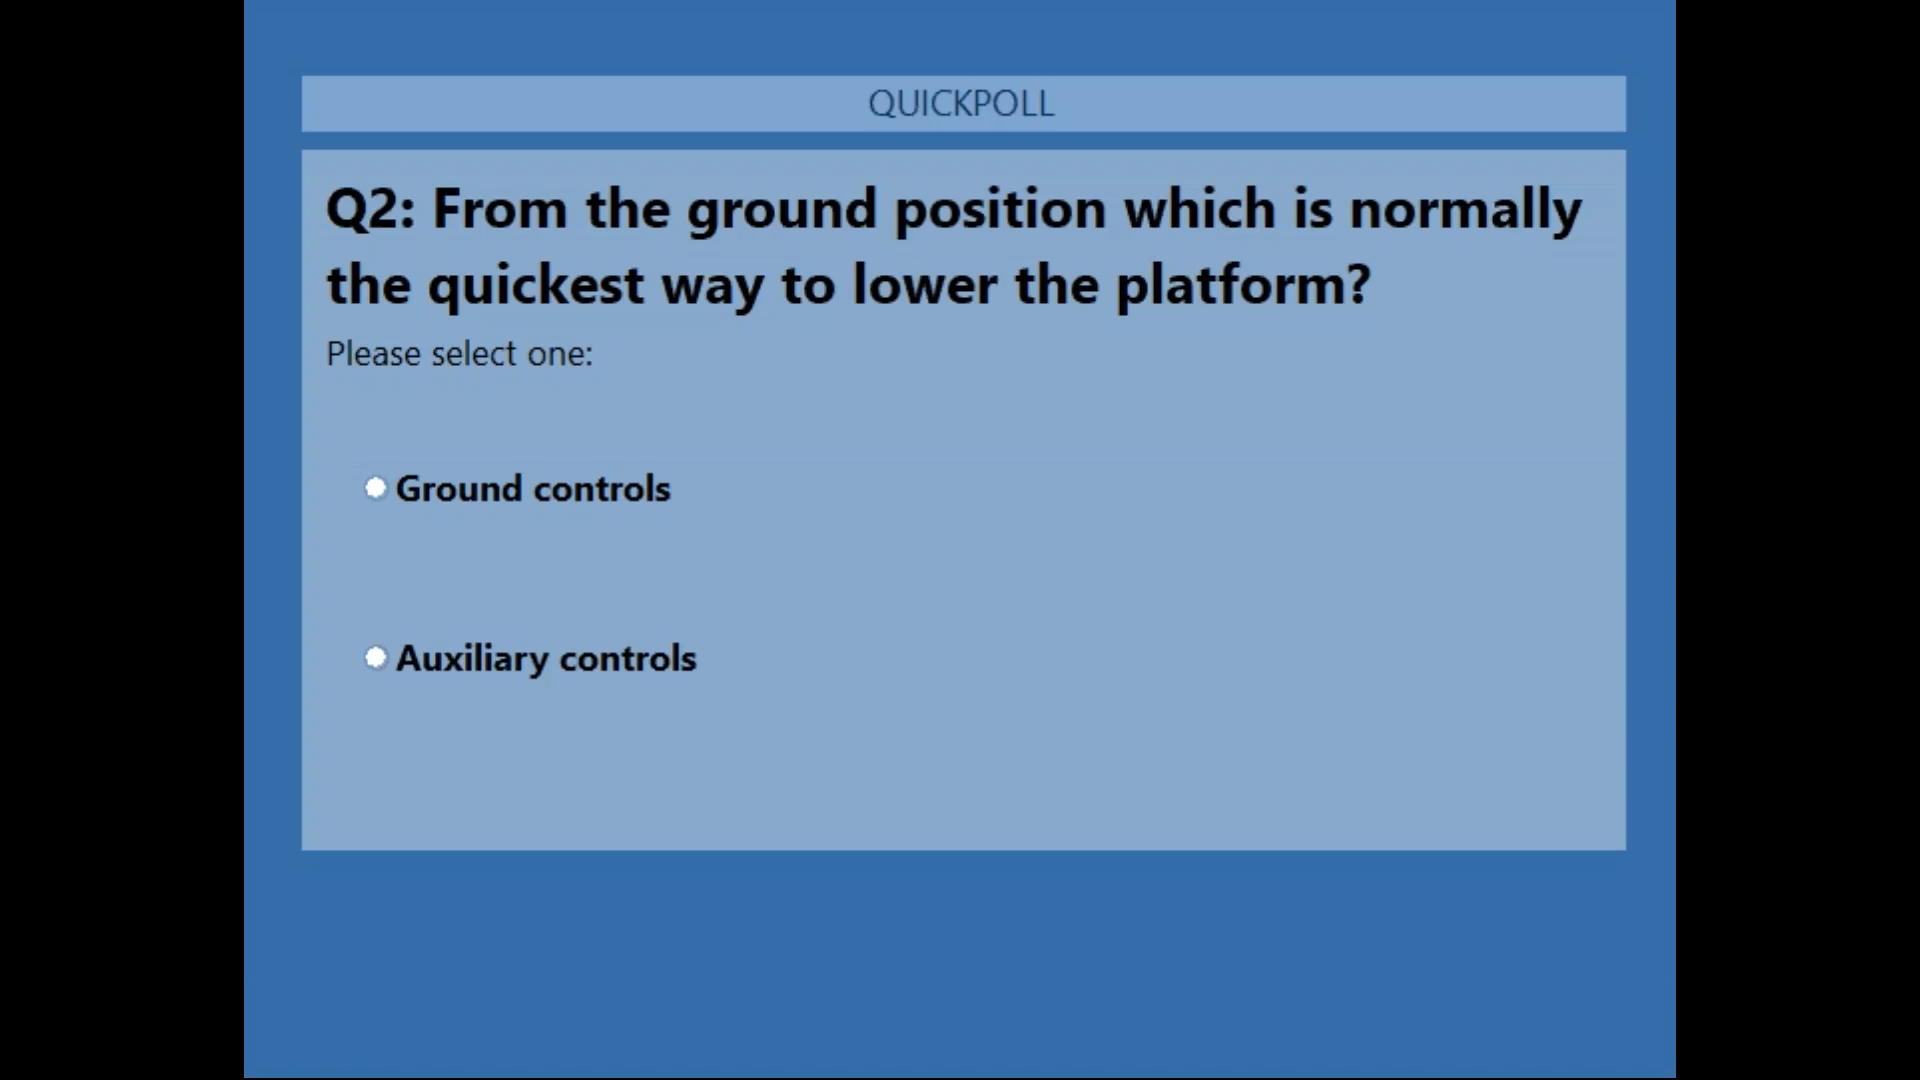 QUICKPOLL
Q2: From the ground position which is normally
the quickest way to lower the platform?
Please select one:
Ground controls
Auxiliary controls